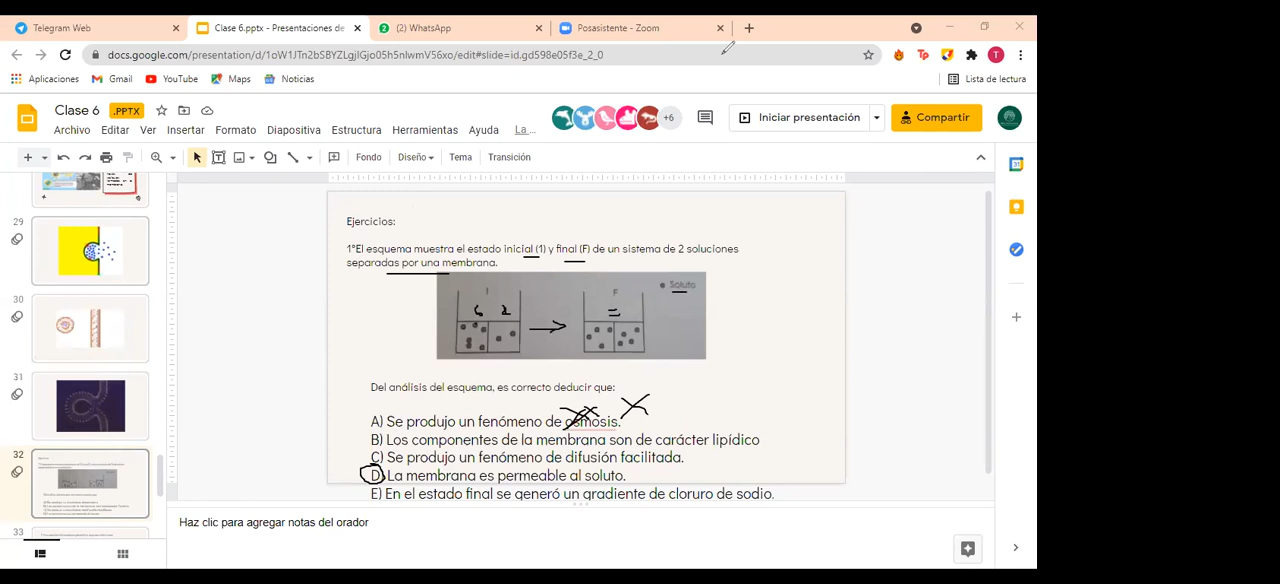 Telegram Web
Clase 6.pptx - Presentaciones de
(2) WhatsApp
Posasistente - Zoom
docs.google.com/presentation/d/1oW1JTn2bSBYZLgjIGjo05h5nIwmV56xo/edit#slide=id.gd598e05f3e_2_0
Aplicaciones Gmail YouTube Maps Noticias Lista de lectura
Clase 6 .PPTX
+6
Iniciar presentación
Compartir
Archivo Editar Ver Insertar Formato Diapositiva Estructura Herramientas Ayuda La ...
Fondo Diseño Tema Transición
29
30
31
32
33
Ejercicios:
1°El esquema muestra el estado inicial (1) y final (F) de un sistema de 2 soluciones
separadas por una membrana.
I F Soluto
6 2 =
Del análisis del esquema, es correcto deducir que:
A) Se produjo un fenómeno de osmosis.
B) Los componentes de la membrana son de carácter lipídico
C) Se produjo un fenómeno de difusión facilitada.
D) La membrana es permeable al soluto.
E) En el estado final se generó un gradiente de cloruro de sodio.
Haz clic para agregar notas del orador